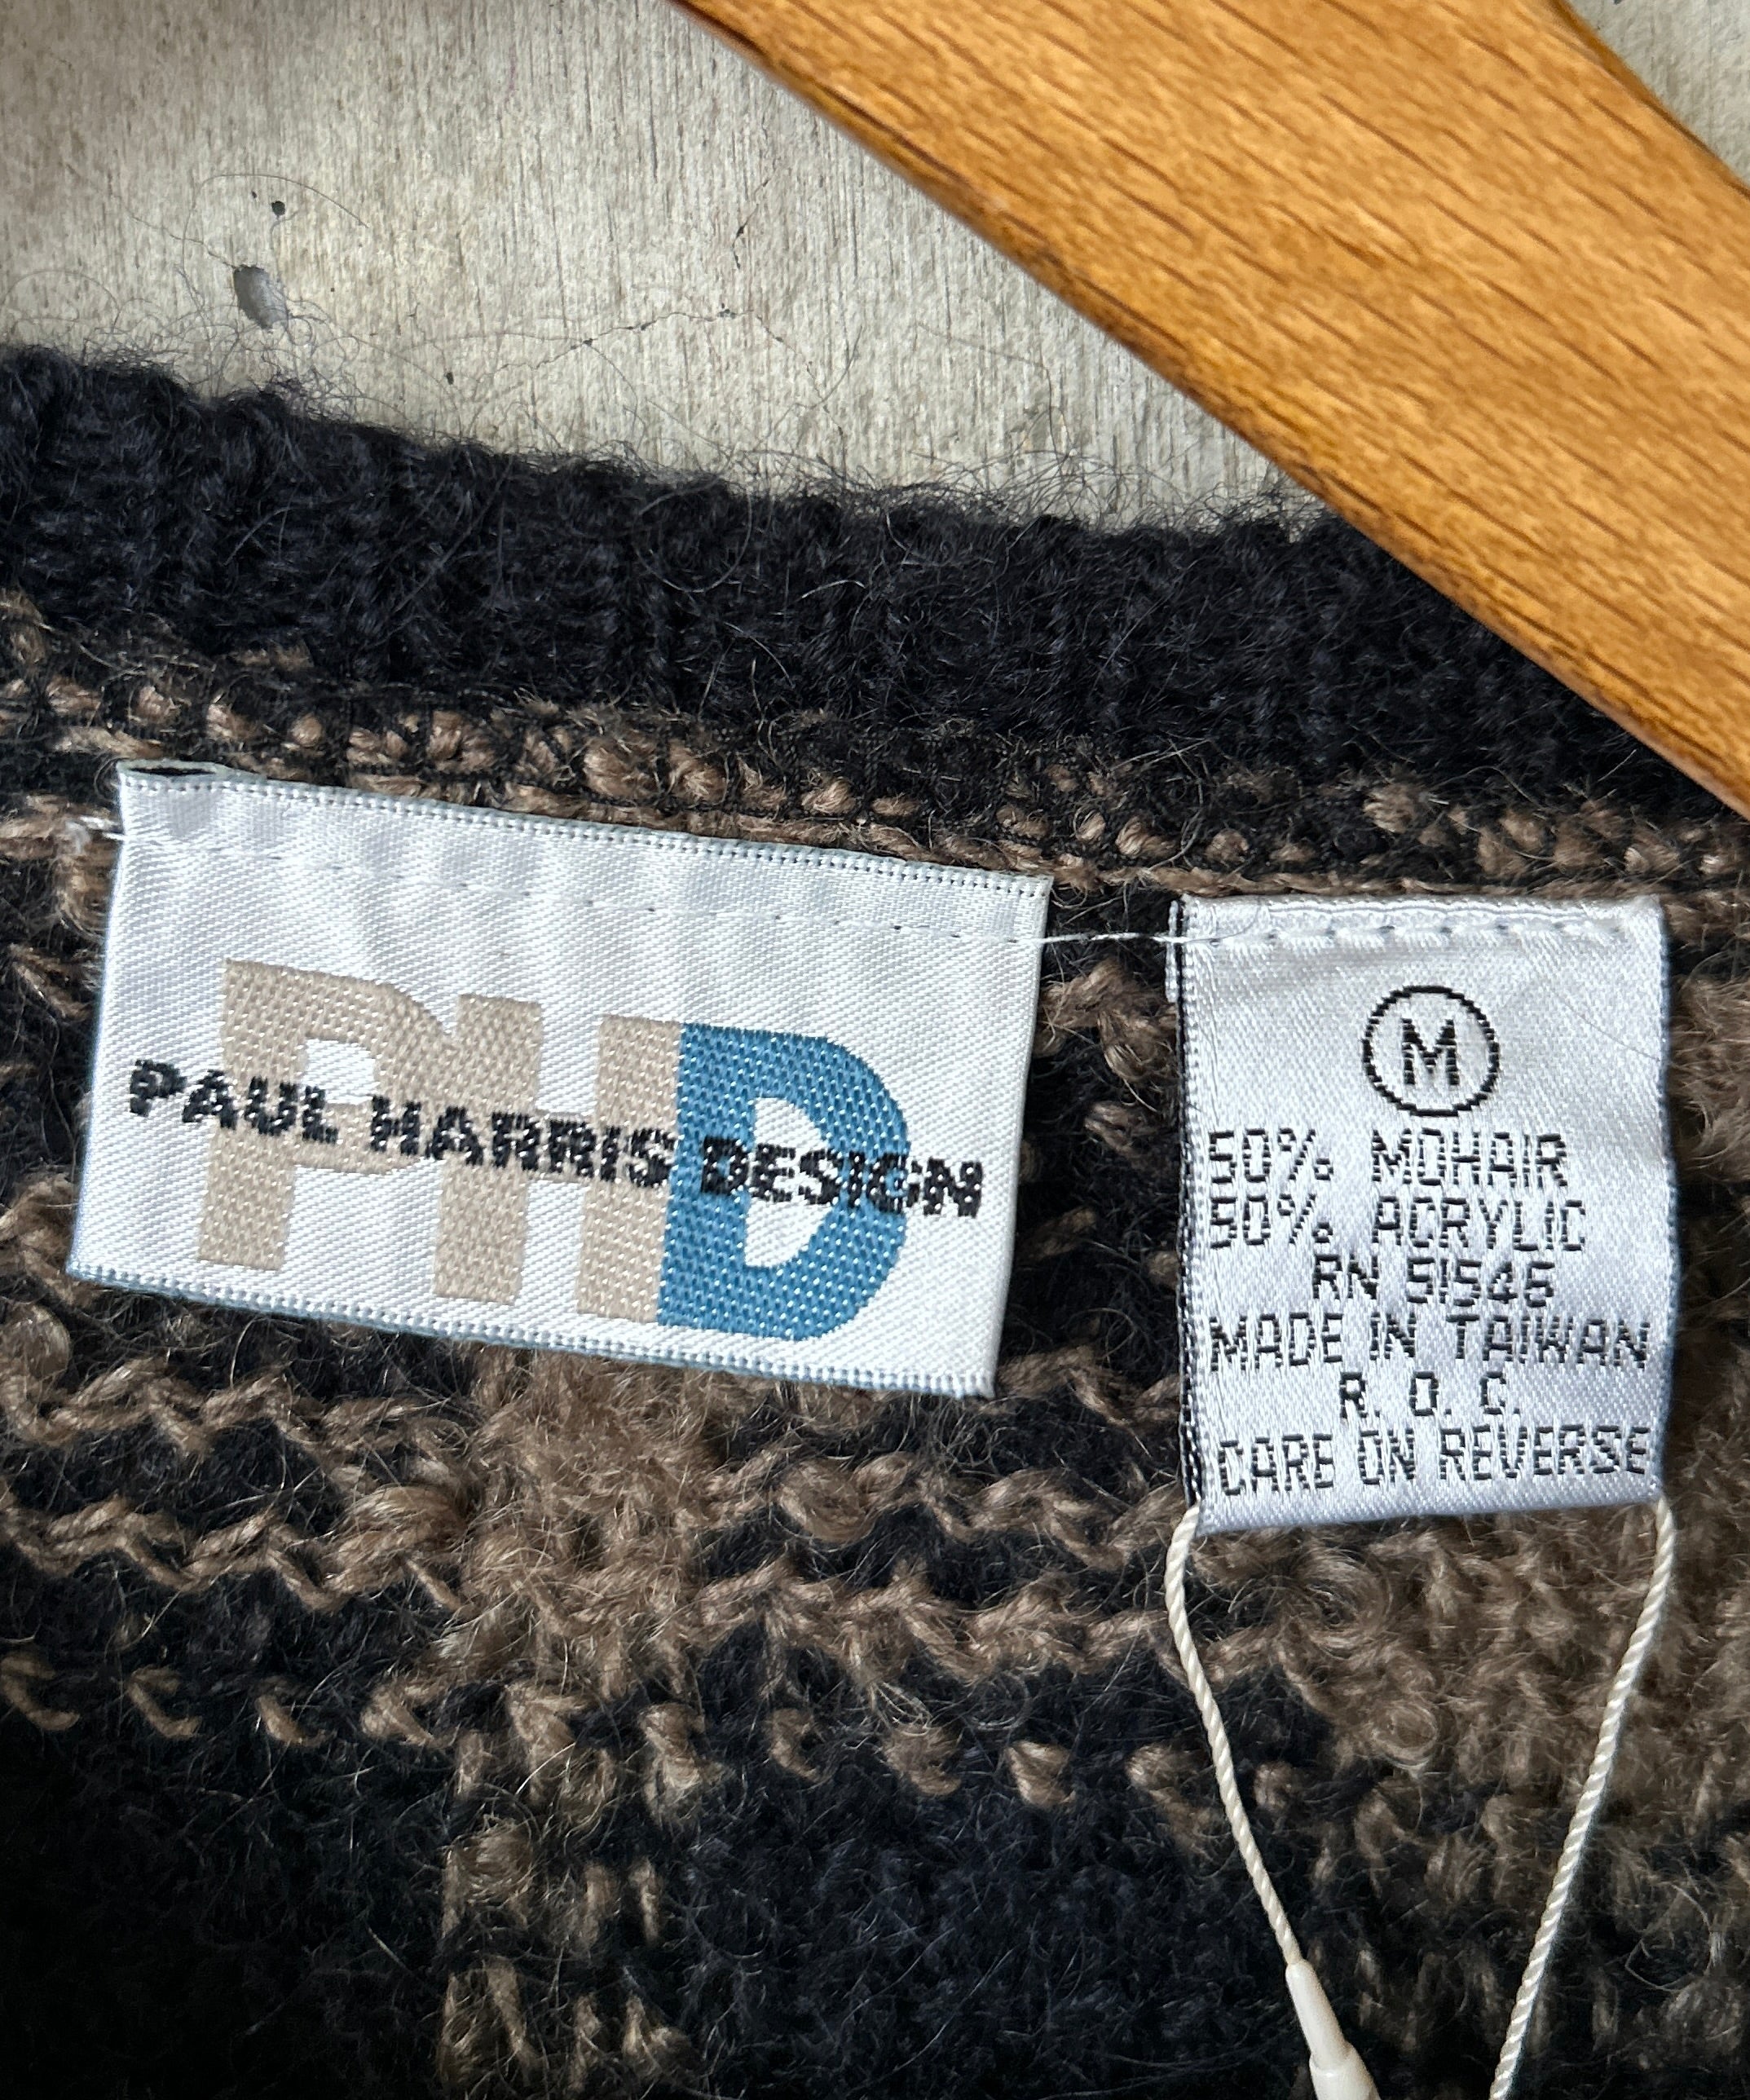 PHD
PAUL HARRIS DESIGN
M
50% MOHAIR
50% ACRYLIC
RN 51546
MADE IN TAIWAN
R. O. C.
CARE ON REVERSE